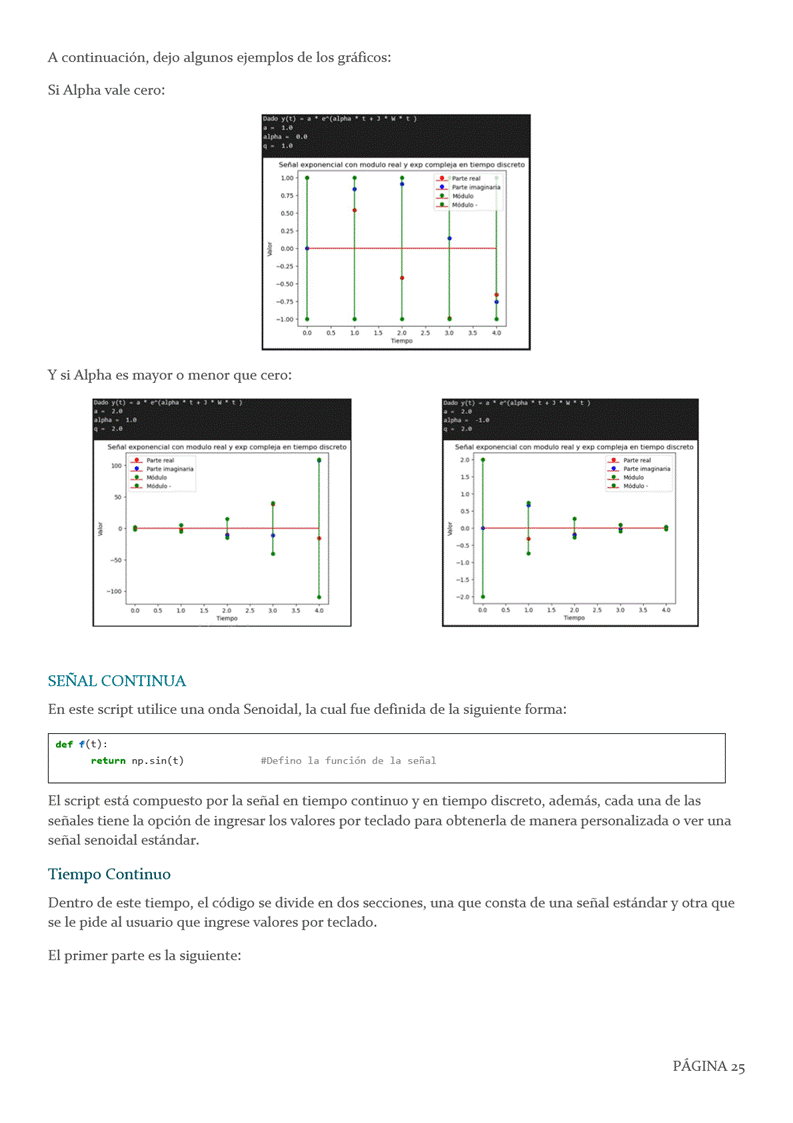 A continuación, dejo algunos ejemplos de los gráficos:
Si Alpha vale cero:
Dado y(t) = a * e^(alpha * t + J * W * t )
a =  1.0
alpha =  0.0
q =  1.0
Señal exponencial con modulo real y exp compleja en tiempo discreto
Parte real
Parte imaginaria
Módulo
Módulo -
1.00
0.75
0.50
0.25
0.00
−0.25
−0.50
−0.75
−1.00
Valor
0.0 0.5 1.0 1.5 2.0 2.5 3.0 3.5 4.0
Tiempo
Y si Alpha es mayor o menor que cero:
Dado y(t) = a * e^(alpha * t + J * W * t )
a =  2.0
alpha =  1.0
q =  2.0
Señal exponencial con modulo real y exp compleja en tiempo discreto
Parte real
Parte imaginaria
Módulo
Módulo -
100
50
0
−50
−100
Valor
0.0 0.5 1.0 1.5 2.0 2.5 3.0 3.5 4.0
Tiempo
Dado y(t) = a * e^(alpha * t + J * W * t )
a =  2.0
alpha =  -1.0
q =  2.0
Señal exponencial con modulo real y exp compleja en tiempo discreto
Parte real
Parte imaginaria
Módulo
Módulo -
2.0
1.5
1.0
0.5
0.0
−0.5
−1.0
−1.5
−2.0
Valor
0.0 0.5 1.0 1.5 2.0 2.5 3.0 3.5 4.0
Tiempo
SEÑAL CONTINUA
En este script utilice una onda Senoidal, la cual fue definida de la siguiente forma:
def f(t):
return np.sin(t) #Defino la función de la señal
El script está compuesto por la señal en tiempo continuo y en tiempo discreto, además, cada una de las
señales tiene la opción de ingresar los valores por teclado para obtenerla de manera personalizada o ver una
señal senoidal estándar.
Tiempo Continuo
Dentro de este tiempo, el código se divide en dos secciones, una que consta de una señal estándar y otra que
se le pide al usuario que ingrese valores por teclado.
El primer parte es la siguiente:
PÁGINA 25